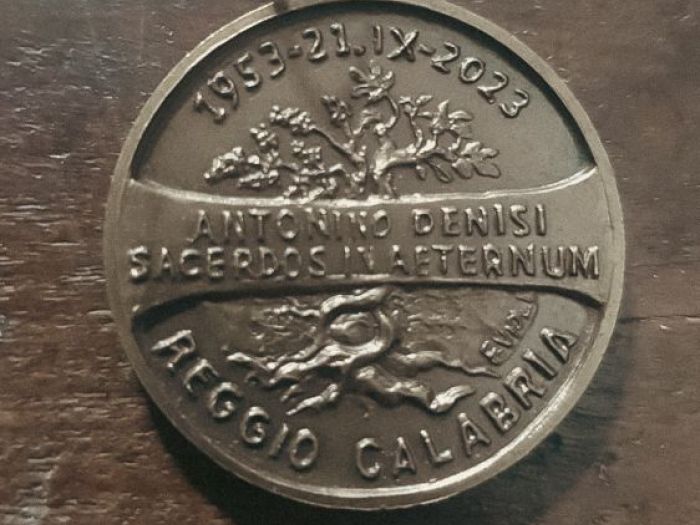 1953-21.IX-2023
ANTONINO DENISI
SACERDOS IN AETERNUM
REGGIO CALABRIA